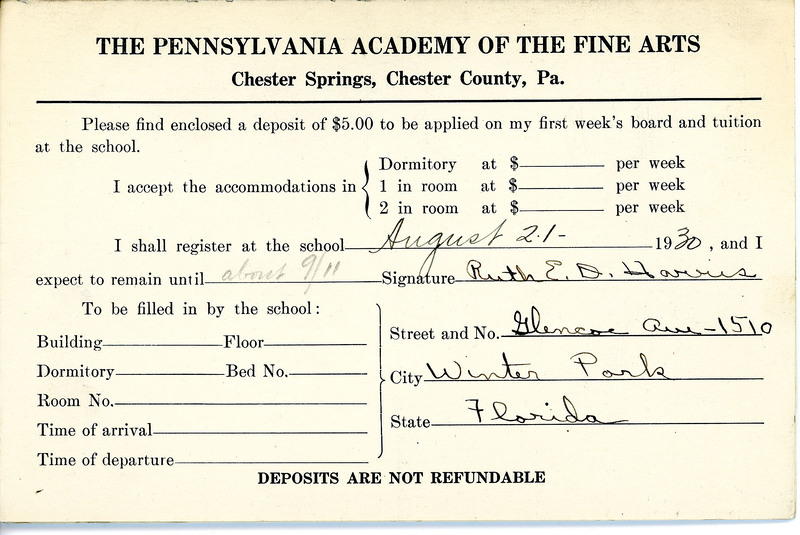 THE PENNSYLVANIA ACADEMY OF THE FINE ARTS
Chester Springs, Chester County, Pa.
Please find enclosed a deposit of $5.00 to be applied on my first week's board and tuition
at the school.
Dormitory at $ per week
I accept the accommodations in { 1 in room at $ per week
2 in room at $ per week
I shall register at the school August 21- 1930, and I
expect to remain until about 9/11 Signature Ruth E. D. Harris
To be filled in by the school:
Street and No. Glencoe Ave-1510
Building Floor
City Winter Park
Dormitory Bed No.
Room No.
State Florida
Time of arrival
Time of departure
DEPOSITS ARE NOT REFUNDABLE